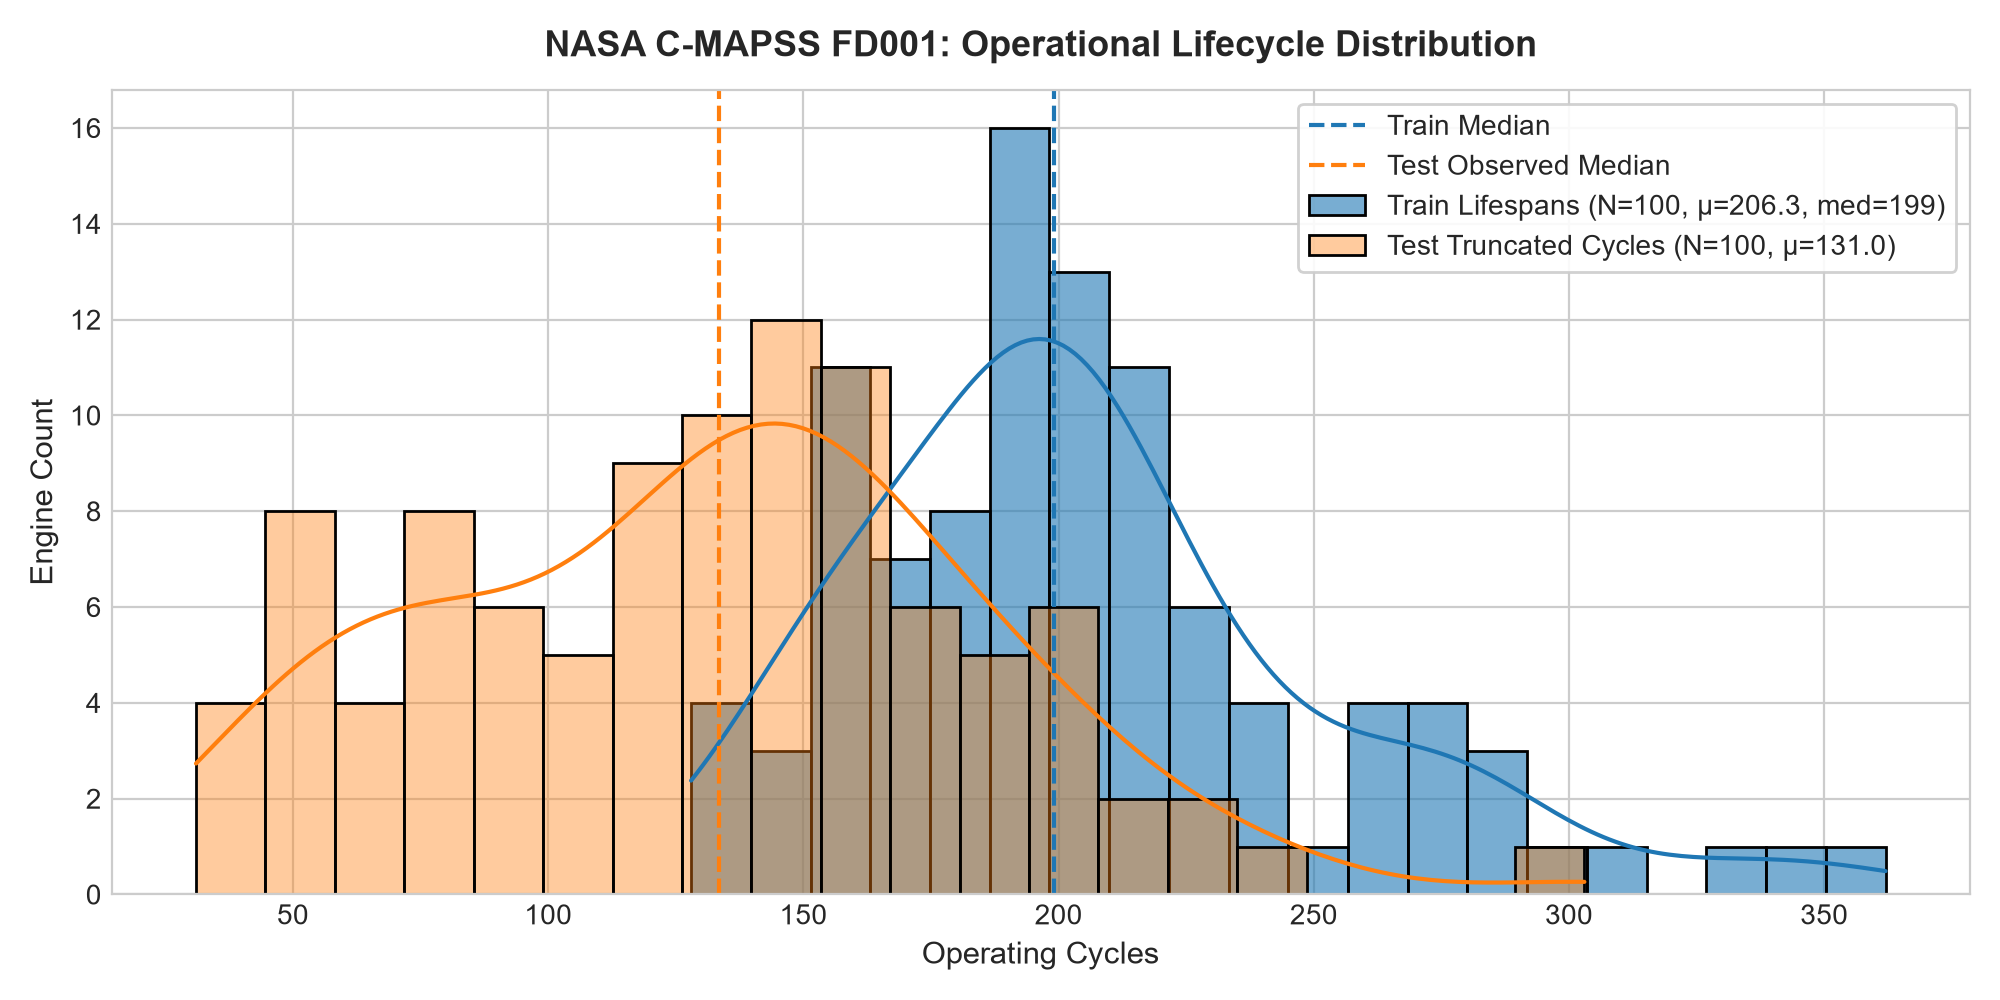 NASA C-MAPSS FD001: Operational Lifecycle Distribution
Train Median
Test Observed Median
Train Lifespans (N=100, μ=206.3, med=199)
Test Truncated Cycles (N=100, μ=131.0)
Engine Count
16
14
12
10
8
6
4
2
0
50 100 150 200 250 300 350
Operating Cycles